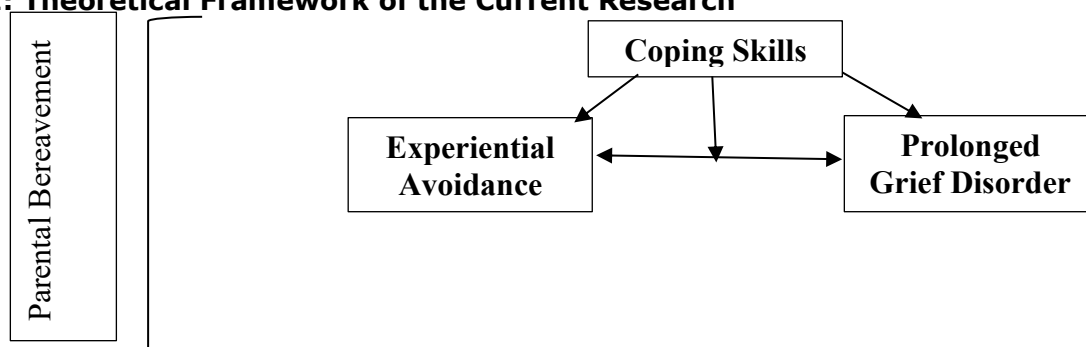 : Theoretical Framework of the Current Research
Parental Bereavement
Coping Skills
Experiential
Avoidance
Prolonged
Grief Disorder